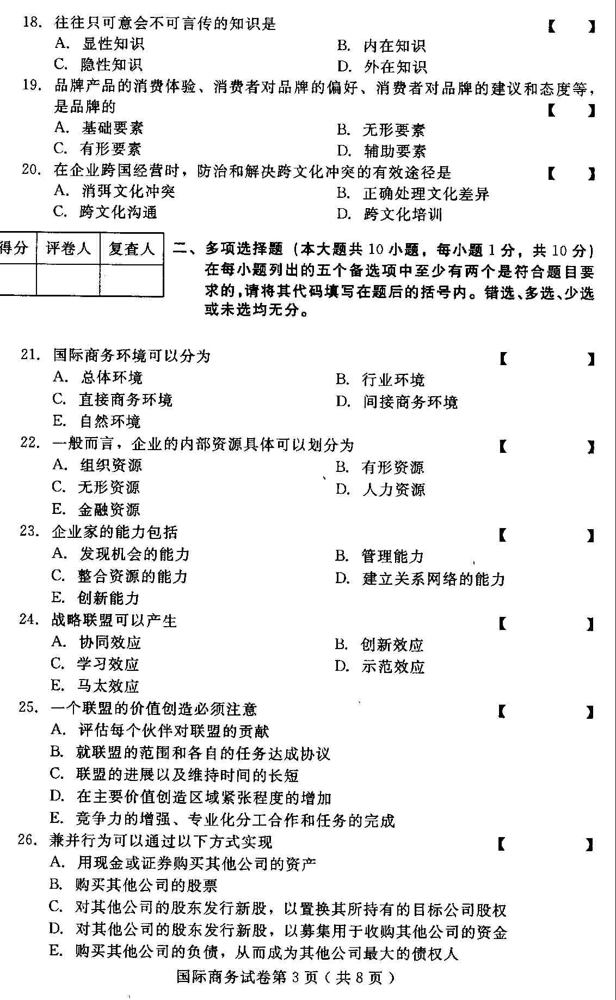 18. 往往只可意会不可言传的知识是 【 】
A. 显性知识 B. 内在知识
C. 隐性知识 D. 外在知识
19. 品牌产品的消费体验、消费者对品牌的偏好、消费者对品牌的建议和态度等，
是品牌的 【 】
A. 基础要素 B. 无形要素
C. 有形要素 D. 辅助要素
20. 在企业跨国经营时，防治和解决跨文化冲突的有效途径是 【 】
A. 消弭文化冲突 B. 正确处理文化差异
C. 跨文化沟通 D. 跨文化培训
得分 评卷人 复查人
二、多项选择题（本大题共 10 小题，每小题 1 分，共 10 分）
在每小题列出的五个备选项中至少有两个是符合题目要
求的,请将其代码填写在题后的括号内。错选、多选、少选
或未选均无分。
21. 国际商务环境可以分为 【 】
A. 总体环境 B. 行业环境
C. 直接商务环境 D. 间接商务环境
E. 自然环境
22. 一般而言，企业的内部资源具体可以划分为 【 】
A. 组织资源 B. 有形资源
C. 无形资源 D. 人力资源
E. 金融资源
23. 企业家的能力包括 【 】
A. 发现机会的能力 B. 管理能力
C. 整合资源的能力 D. 建立关系网络的能力
E. 创新能力
24. 战略联盟可以产生 【 】
A. 协同效应 B. 创新效应
C. 学习效应 D. 示范效应
E. 马太效应
25. 一个联盟的价值创造必须注意 【 】
A. 评估每个伙伴对联盟的贡献
B. 就联盟的范围和各自的任务达成协议
C. 联盟的进展以及维持时间的长短
D. 在主要价值创造区域紧张程度的增加
E. 竞争力的增强、专业化分工合作和任务的完成
26. 兼并行为可以通过以下方式实现 【 】
A. 用现金或证券购买其他公司的资产
B. 购买其他公司的股票
C. 对其他公司的股东发行新股，以置换其所持有的目标公司股权
D. 对其他公司的股东发行新股，以募集用于收购其他公司的资金
E. 购买其他公司的负债，从而成为其他公司最大的债权人
国际商务试卷第 3 页（共 8 页）